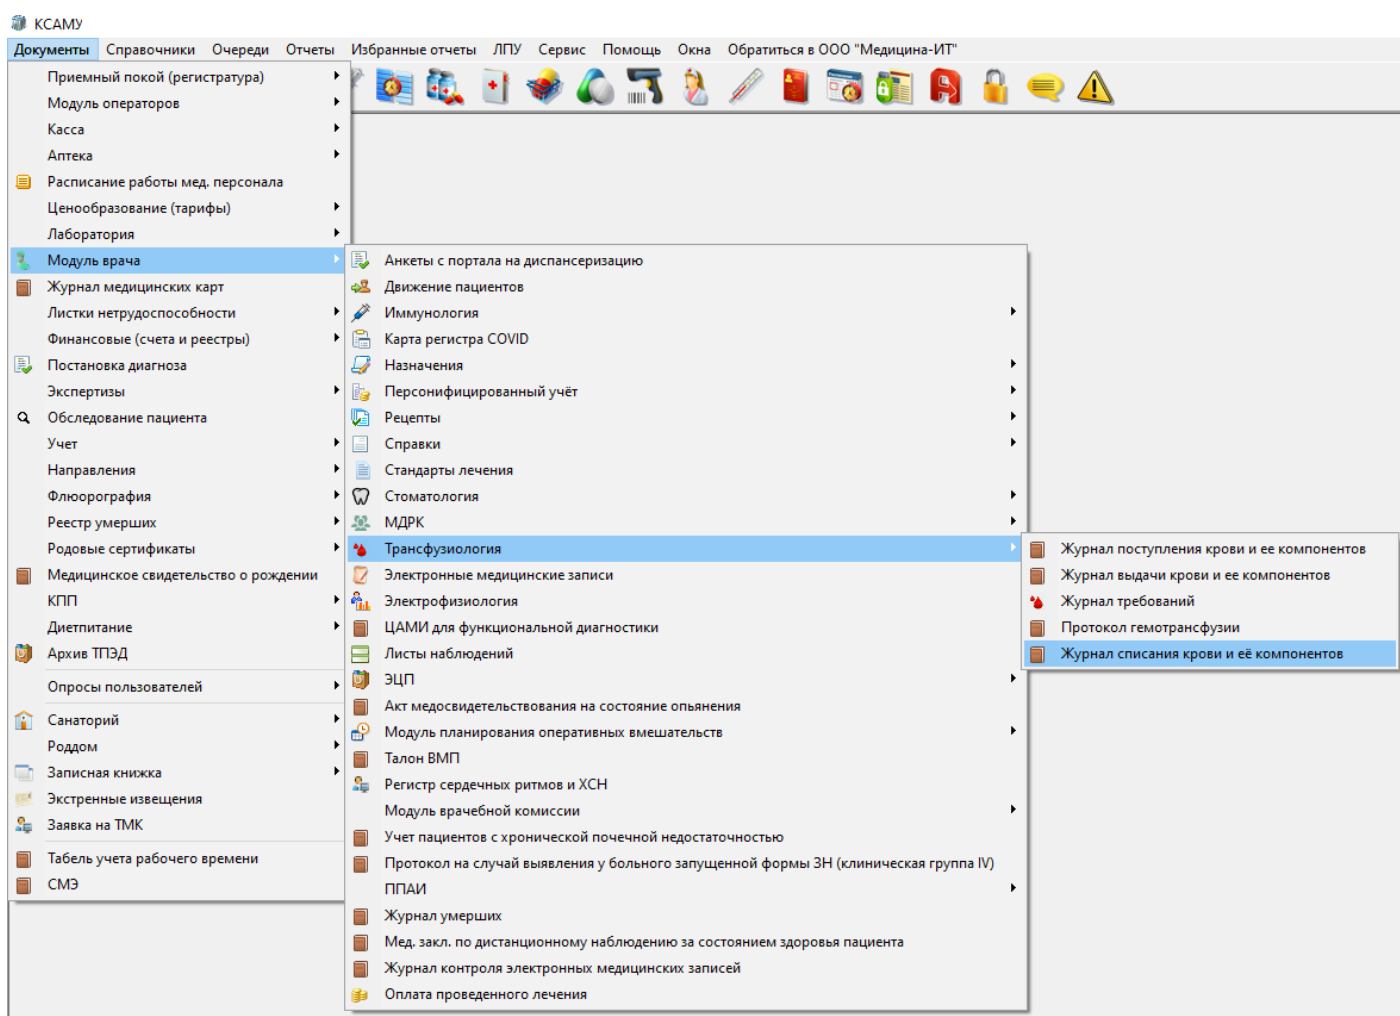 КСАМУ
Документы Справочники Очереди Отчеты Избранные отчеты ЛПУ Сервис Помощь Окна Обратиться в ООО "Медицина-ИТ"
Приемный покой (регистратура)
Модуль операторов
Касса
Аптека
Расписание работы мед. персонала
Ценообразование (тарифы)
Лаборатория
Модуль врача
Журнал медицинских карт
Листки нетрудоспособности
Финансовые (счета и реестры)
Постановка диагноза
Экспертизы
Обследование пациента
Учет
Направления
Флюорография
Реестр умерших
Родовые сертификаты
Медицинское свидетельство о рождении
КПП
Диетпитание
Архив ТПЭД
Опросы пользователей
Санаторий
Роддом
Записная книжка
Экстренные извещения
Заявка на ТМК
Табель учета рабочего времени
СМЭ
Анкеты с портала на диспансеризацию
Движение пациентов
Иммунология
Карта регистра COVID
Назначения
Персонифицированный учёт
Рецепты
Справки
Стандарты лечения
Стоматология
МДРК
Трансфузиология
Электронные медицинские записи
Электрофизиология
ЦАМИ для функциональной диагностики
Листы наблюдений
ЭЦП
Акт медосвидетельствования на состояние опьянения
Модуль планирования оперативных вмешательств
Талон ВМП
Регистр сердечных ритмов и ХСН
Модуль врачебной комиссии
Учет пациентов с хронической почечной недостаточностью
Протокол на случай выявления у больного запущенной формы ЗН (клиническая группа IV)
ППАИ
Журнал умерших
Мед. закл. по дистанционному наблюдению за состоянием здоровья пациента
Журнал контроля электронных медицинских записей
Оплата проведенного лечения
Журнал поступления крови и ее компонентов
Журнал выдачи крови и ее компонентов
Журнал требований
Протокол гемотрансфузии
Журнал списания крови и её компонентов